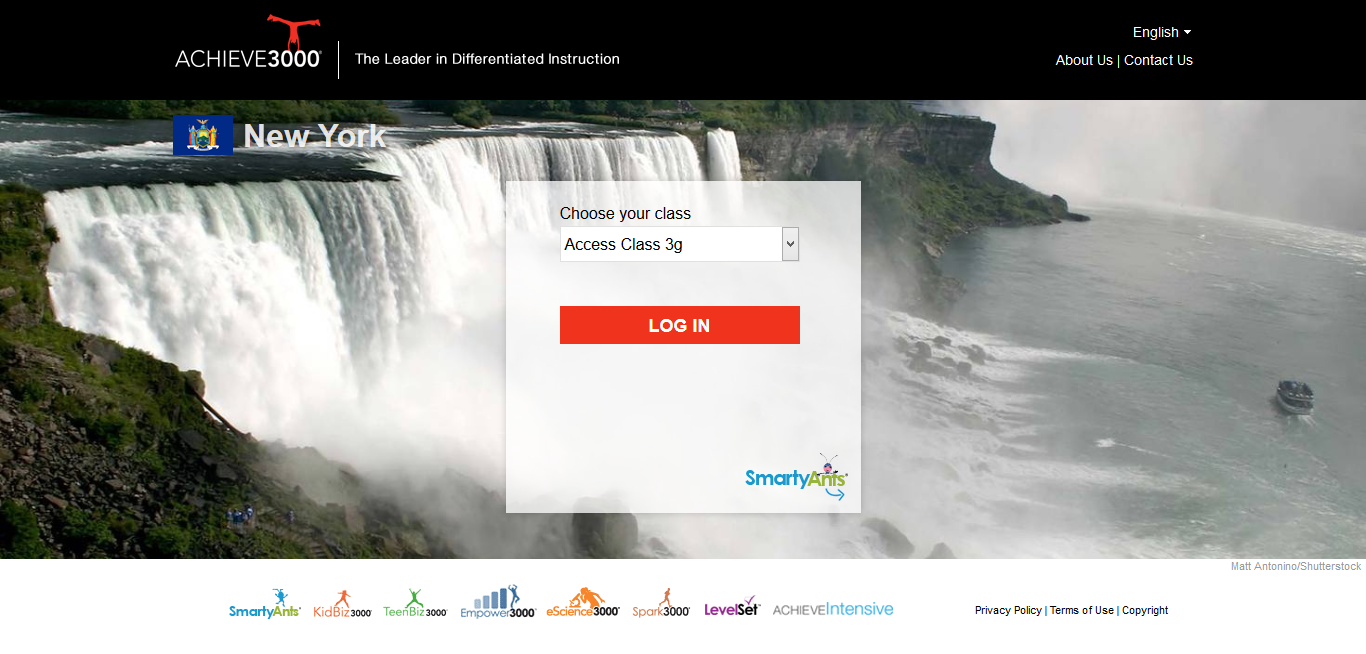 ACHIEVE3000®
The Leader in Differentiated Instruction
English
About Us | Contact Us
New York
Choose your class
Access Class 3g
LOG IN
SmartyAnts®
Matt Antonino/Shutterstock
SmartyAnts® KidBiz3000® TeenBiz3000® Empower3000® eScience3000® Spark3000® LevelSet® ACHIEVEIntensive
Privacy Policy | Terms of Use | Copyright